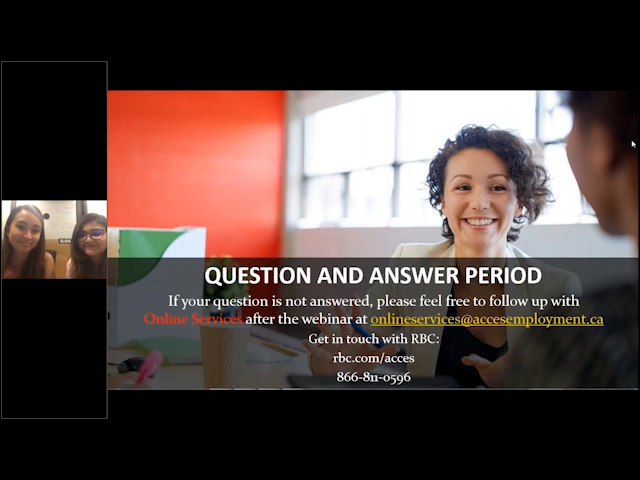 QUESTION AND ANSWER PERIOD
If your question is not answered, please feel free to follow up with
Online Services after the webinar at onlineservices@accesemployment.ca
Get in touch with RBC:
rbc.com/acces
866-811-0596